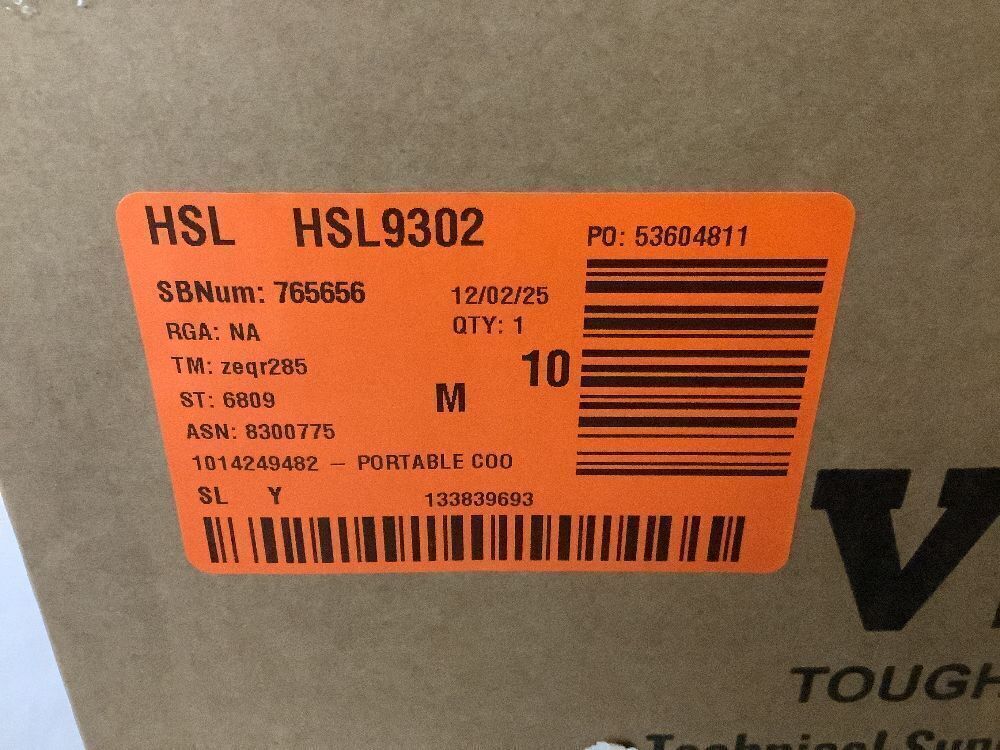 HSL HSL9302
PO: 53604811
SBNum: 765656
12/02/25
RGA: NA
QTY: 1
TM: zeqr285
10
ST: 6809
M
ASN: 8300775
1014249482 – PORTABLE COO
SL Y
133839693
TOUGH
Technical